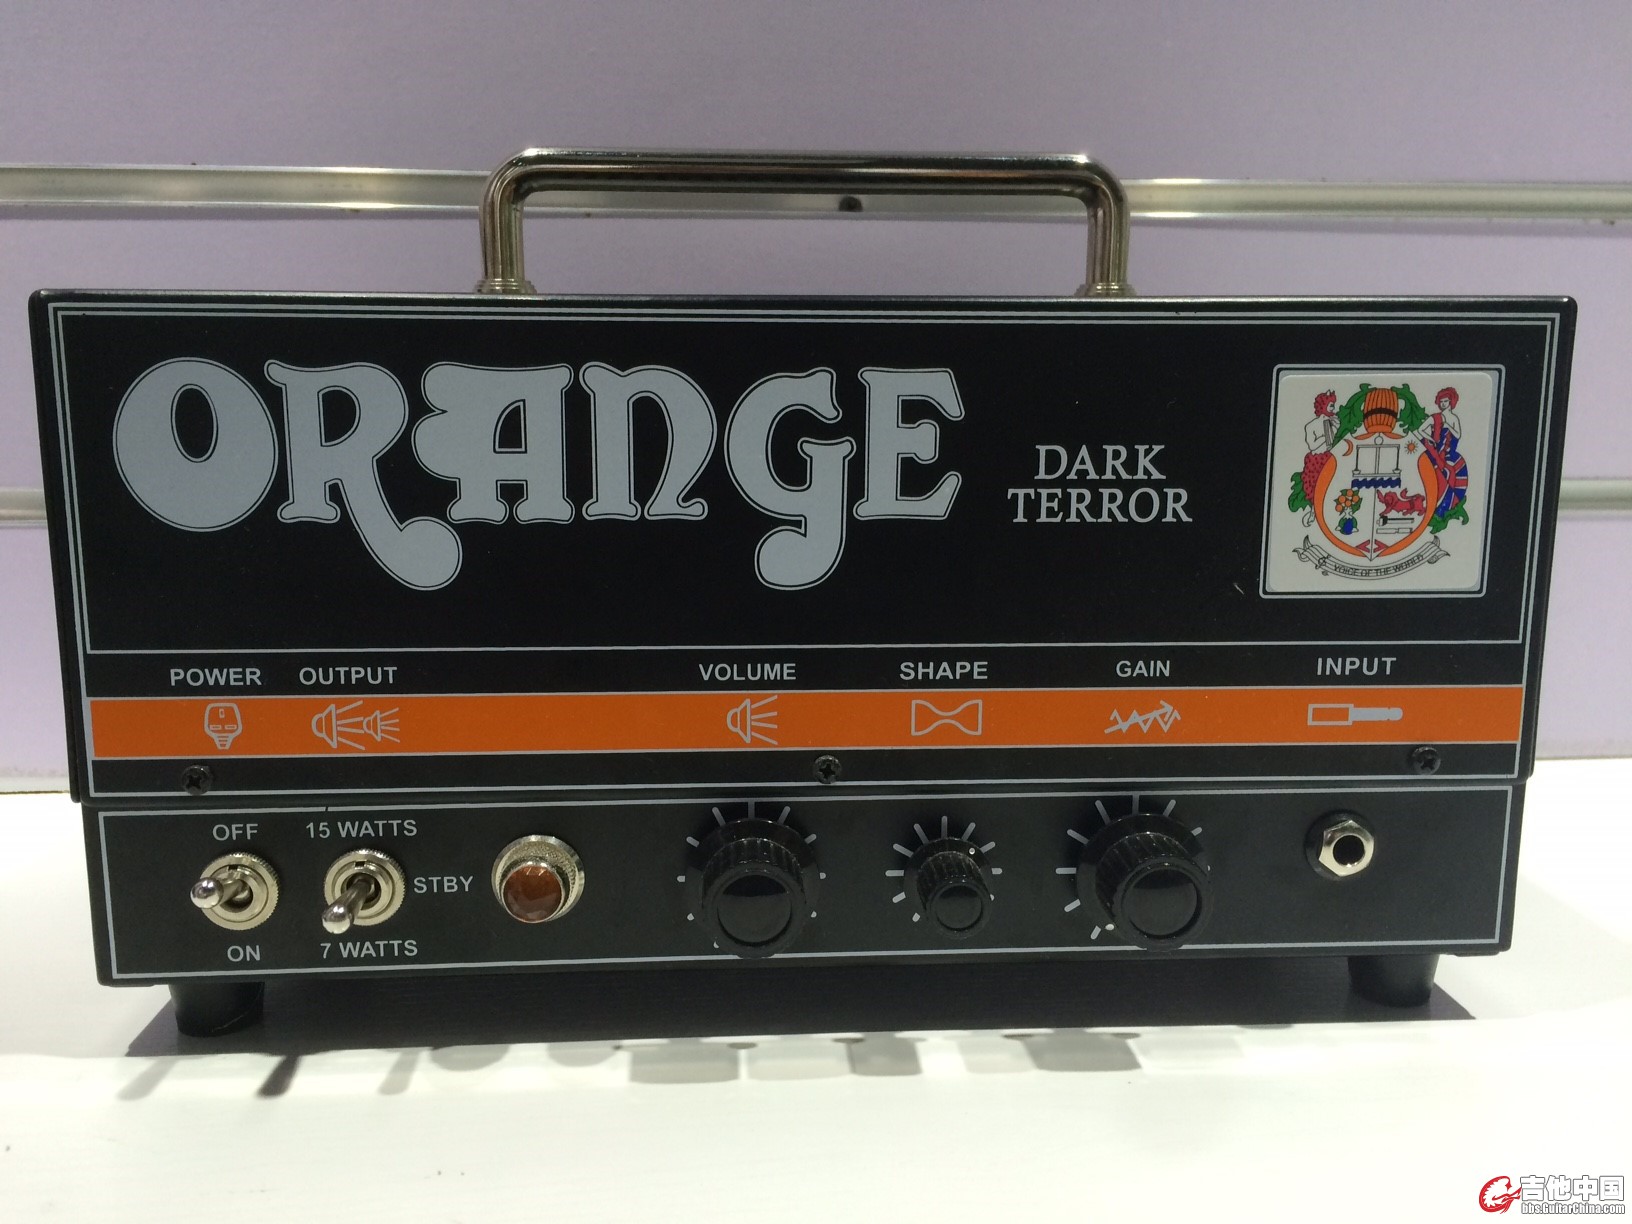 ORANGE
DARK
TERROR
VOICE OF THE WORLD
POWER OUTPUT VOLUME SHAPE GAIN INPUT
OFF 15 WATTS
STBY
ON 7 WATTS
吉他中国
bbs.GuitarChina.com